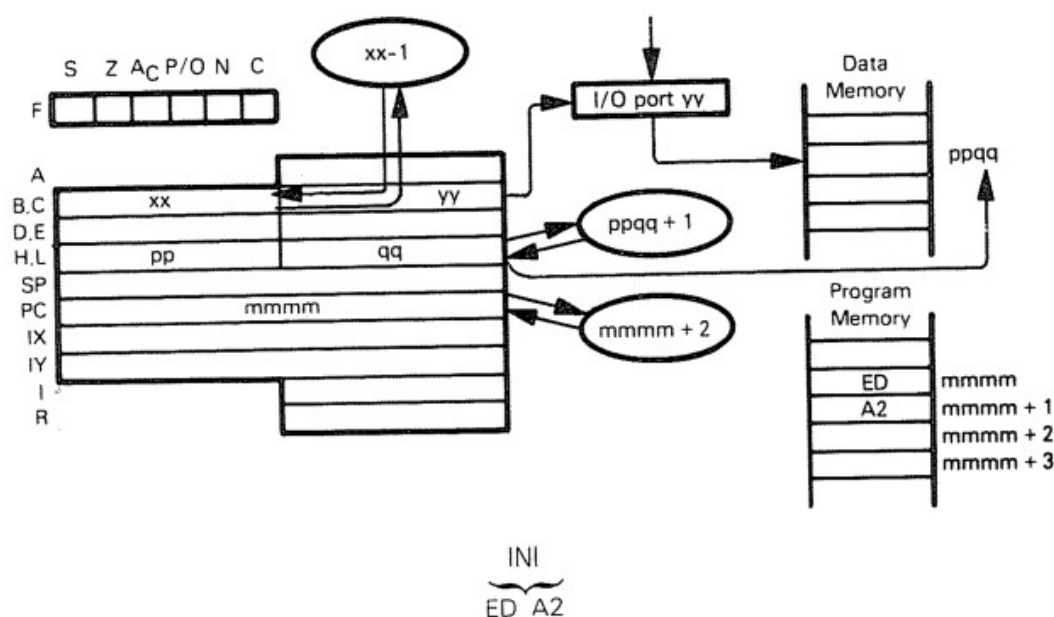 xx-1
S Z AC P/O N C
F
I/O port yy
Data
Memory
ppqq
A
B,C xx yy
D,E
ppqq + 1
H,L pp qq
SP
PC mmmm
mmmm + 2
IX
IY
I
R
Program
Memory
ED mmmm
A2 mmmm + 1
mmmm + 2
mmmm + 3
INI
ED A2